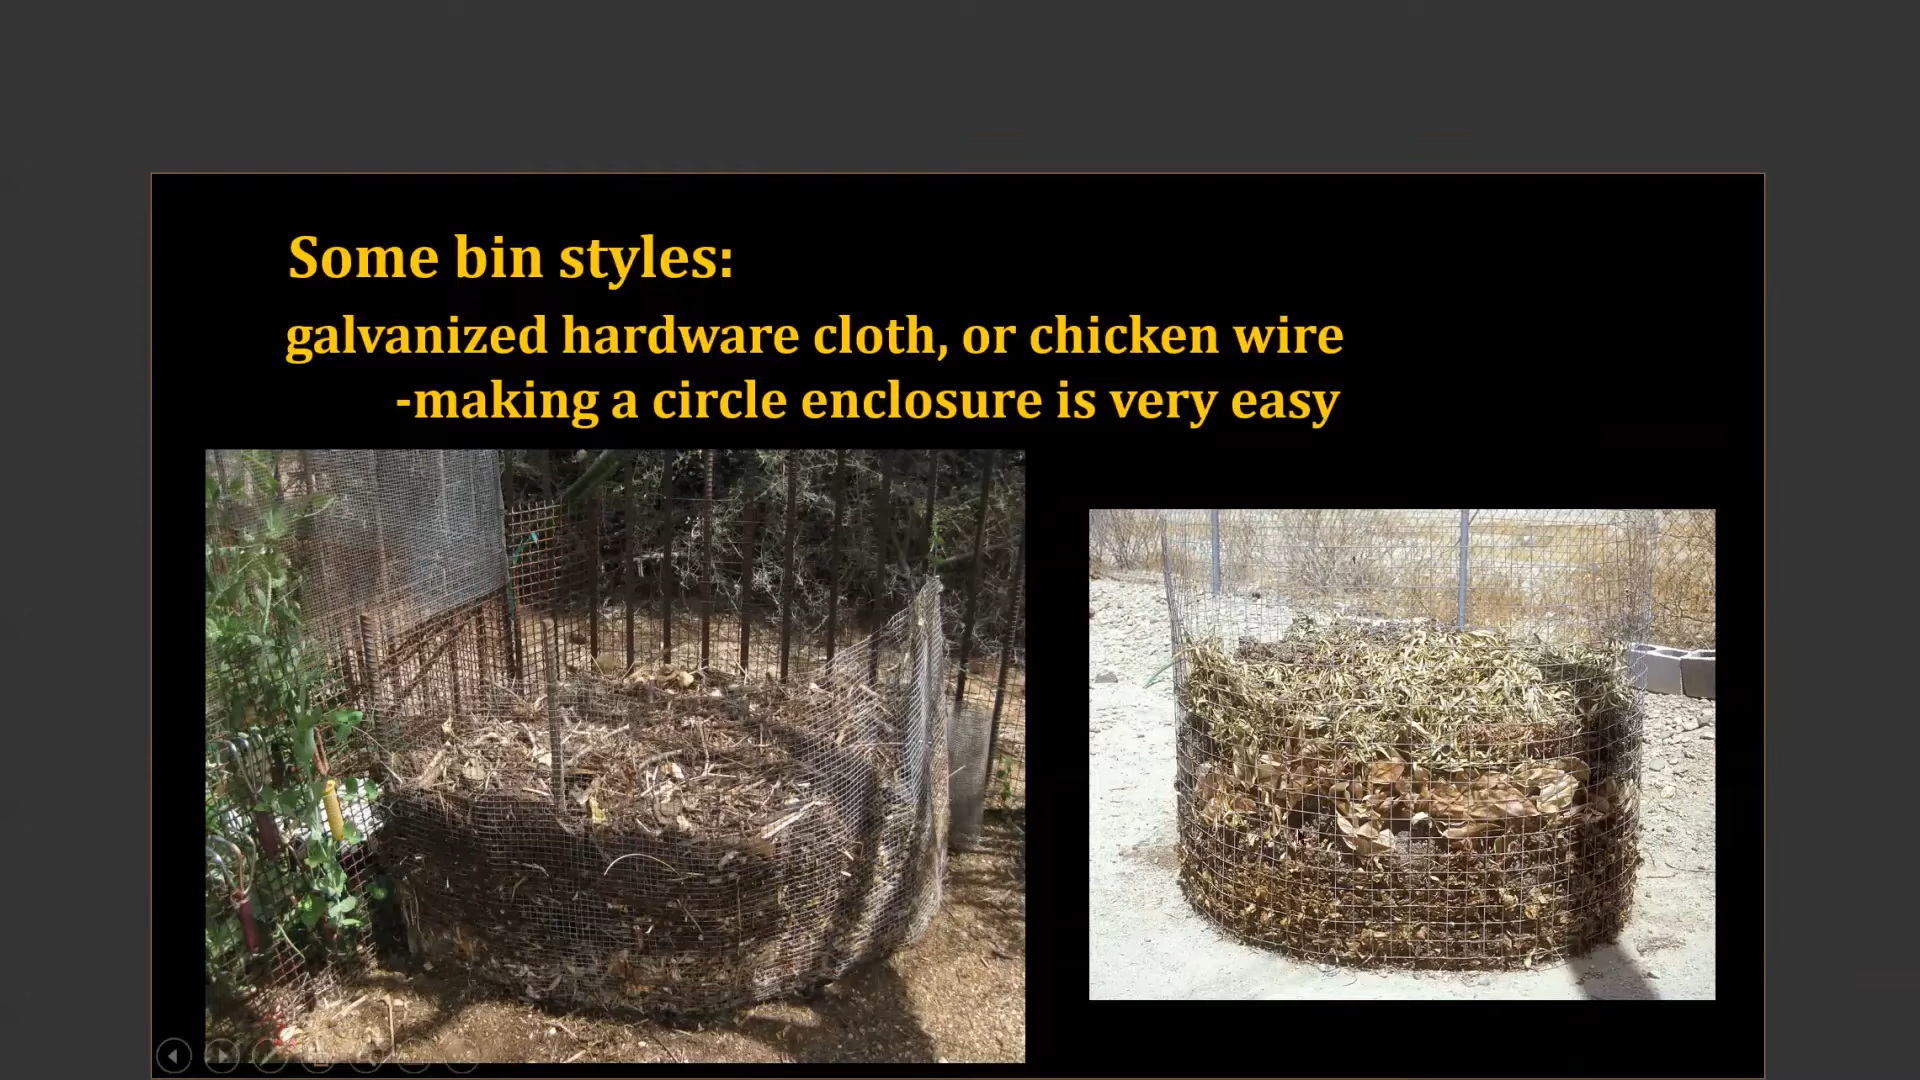 Some bin styles:
galvanized hardware cloth, or chicken wire
-making a circle enclosure is very easy